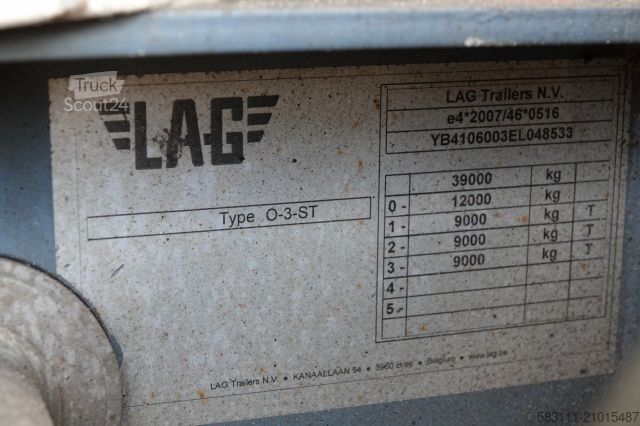 Truck
Scout24
LAG
Type O-3-ST
LAG Trailers N.V.
e4*2007/46*0516
YB4106003EL048533
39000 kg
0- 12000 kg
1- 9000 kg T
2- 9000 kg T
3- 9000 kg T
4-
5-
LAG Trailers N.V. • KANAALLAAN 54 • 3960 Bree • Belgium • www.lag.be
583111-21015487